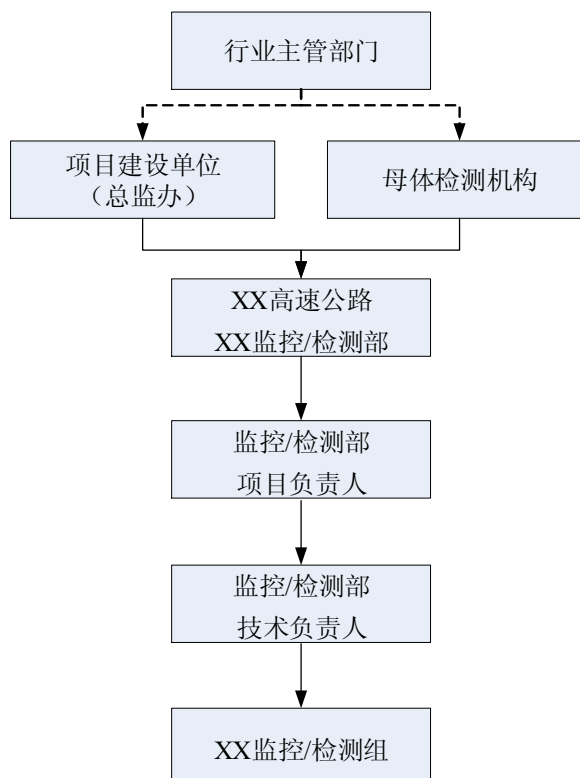 行业主管部门
项目建设单位
（总监办）
母体检测机构
XX高速公路
XX监控/检测部
监控/检测部
项目负责人
监控/检测部
技术负责人
XX监控/检测组